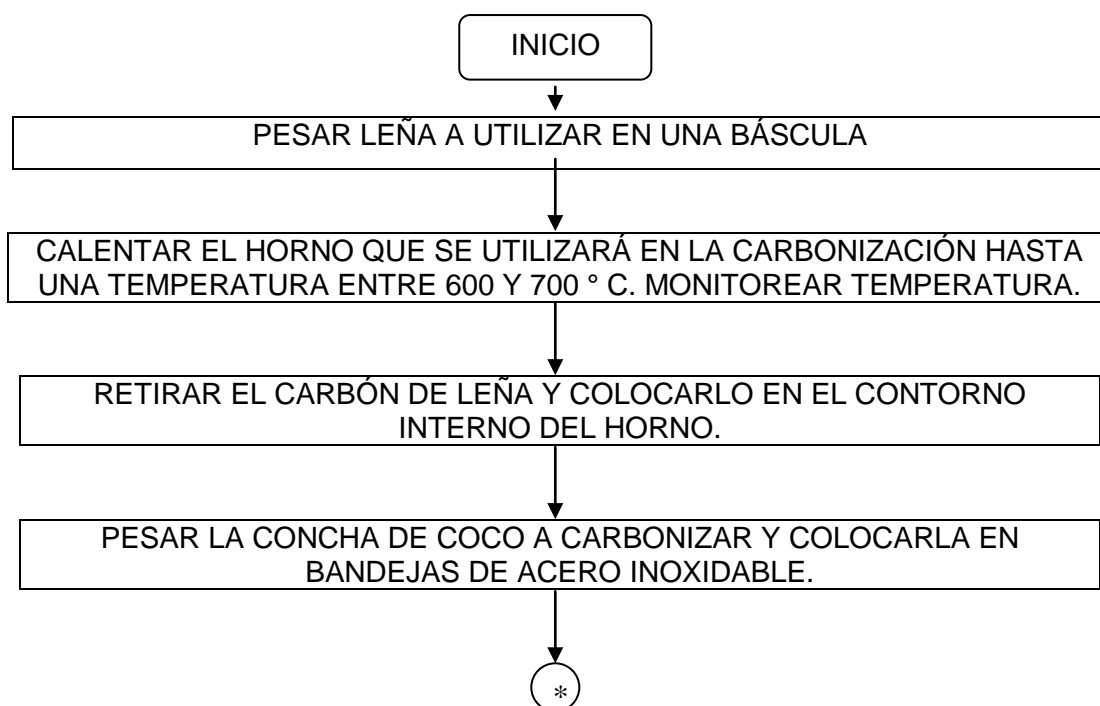 INICIO
PESAR LEÑA A UTILIZAR EN UNA BÁSCULA
CALENTAR EL HORNO QUE SE UTILIZARÁ EN LA CARBONIZACIÓN HASTA
UNA TEMPERATURA ENTRE 600 Y 700 ° C. MONITOREAR TEMPERATURA.
RETIRAR EL CARBÓN DE LEÑA Y COLOCARLO EN EL CONTORNO
INTERNO DEL HORNO.
PESAR LA CONCHA DE COCO A CARBONIZAR Y COLOCARLA EN
BANDEJAS DE ACERO INOXIDABLE.
*